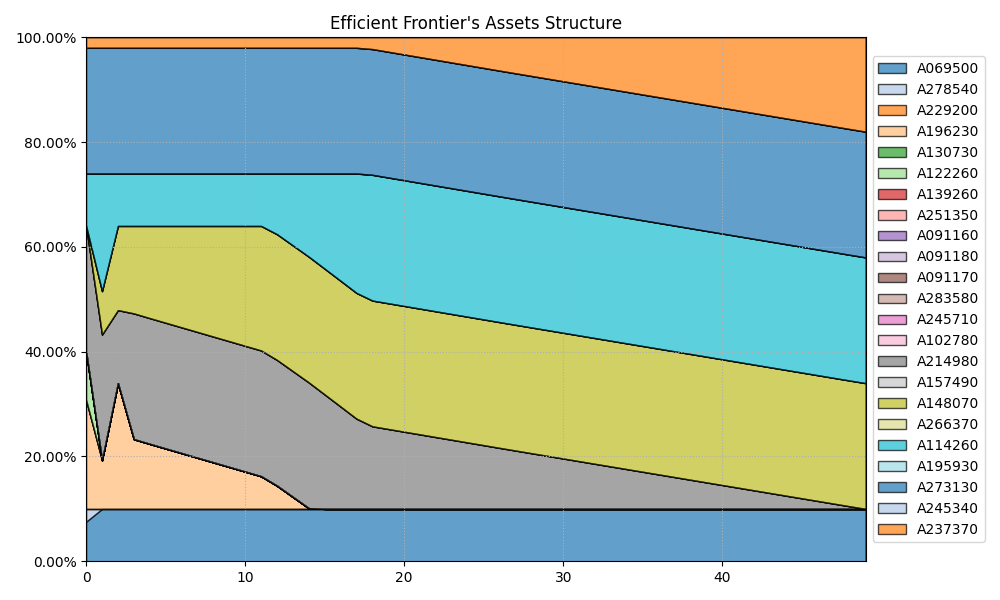 Efficient Frontier's Assets Structure
100.00%
80.00%
60.00%
40.00%
20.00%
0.00%
0
10
20
30
40
A069500
A278540
A229200
A196230
A130730
A122260
A139260
A251350
A091160
A091180
A091170
A283580
A245710
A102780
A214980
A157490
A148070
A266370
A114260
A195930
A273130
A245340
A237370